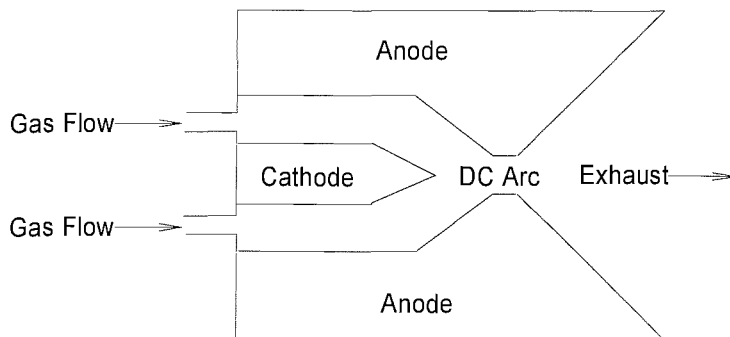 Anode
Gas Flow
Cathode
DC Arc
Exhaust
Gas Flow
Anode